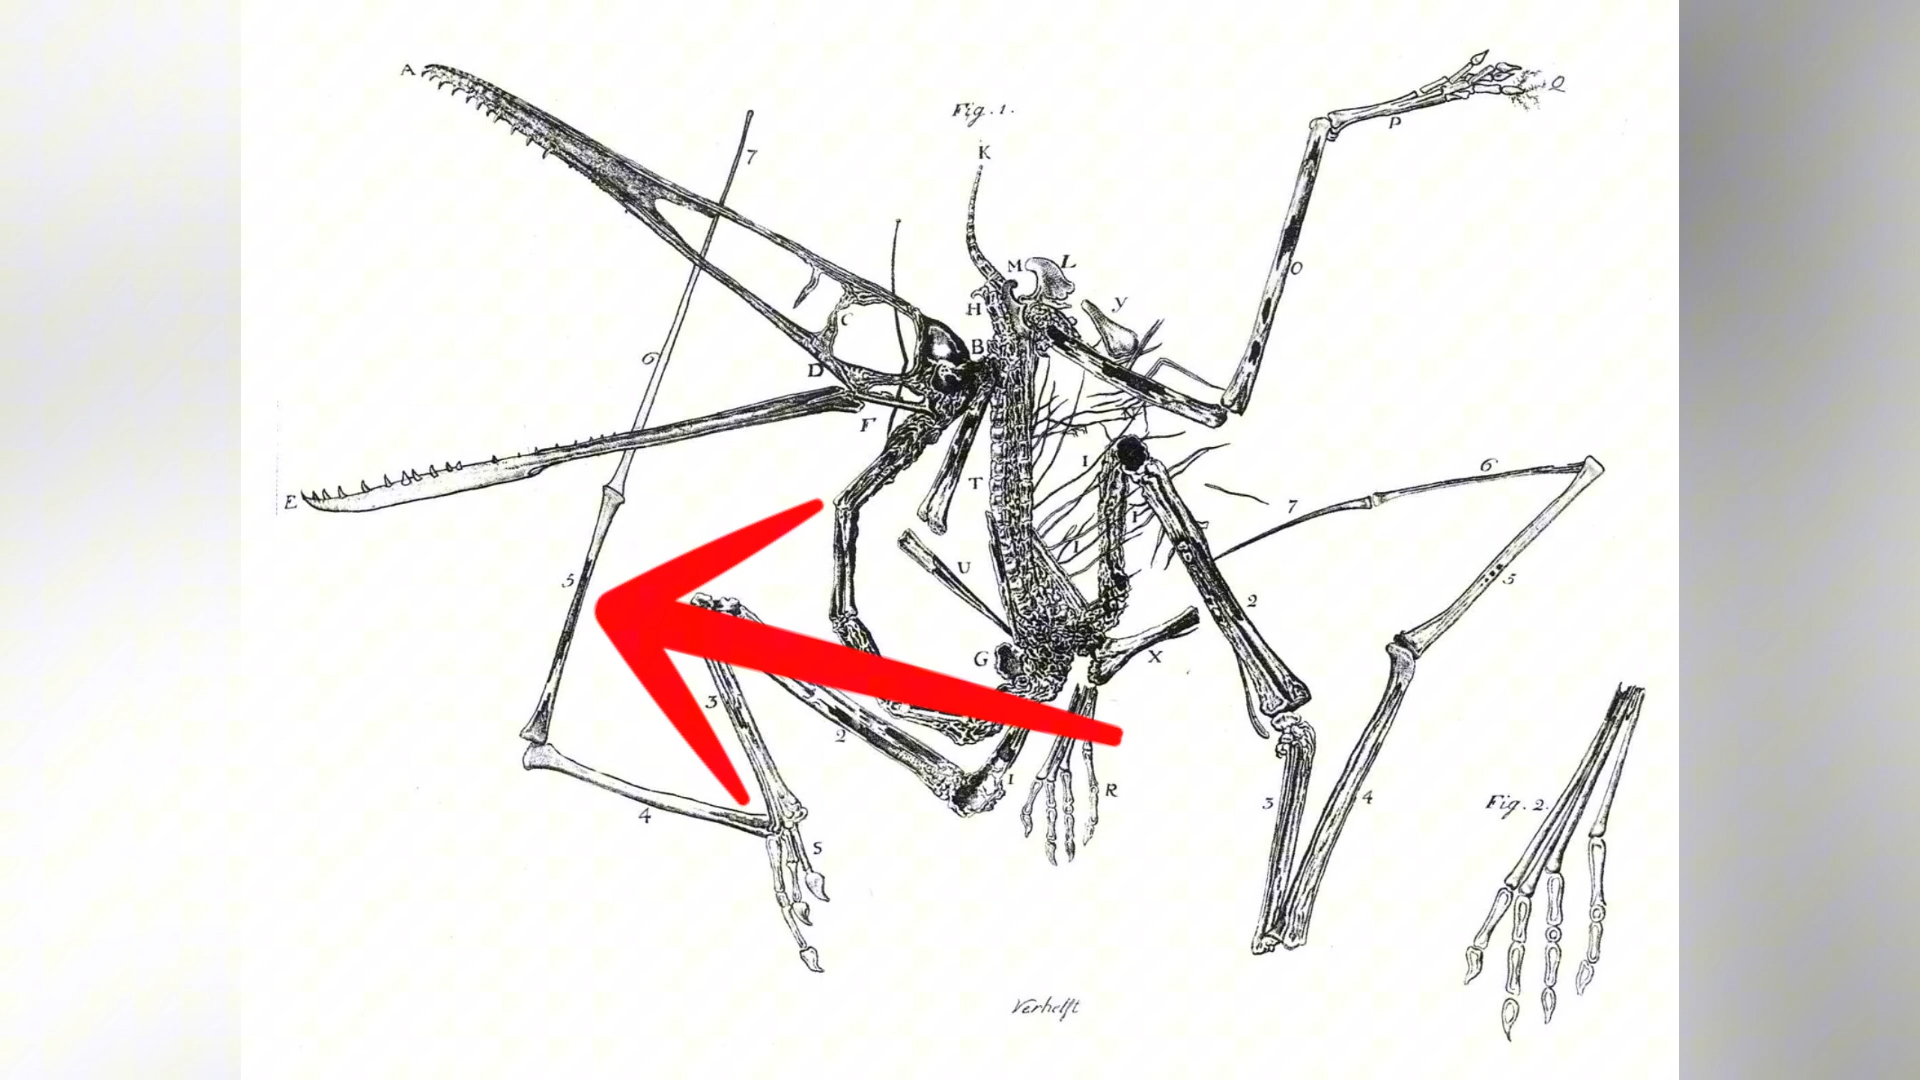 A
Q
Fig. 1.
P
K
7
O
L
M
H
Y
C
B
D
6
F
E
I
T
6
7
I
I
5
U
5
2
G
X
3
2
I
R
3
4
Fig. 2.
4
S
Verhelst